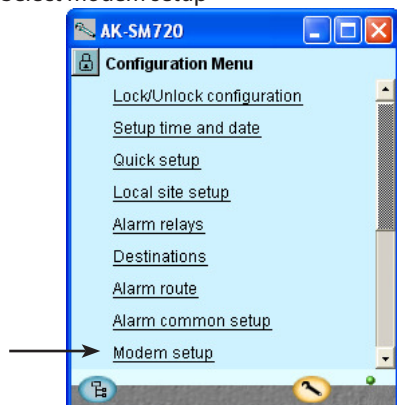 Select Modem setup
AK-SM720
Configuration Menu
Lock/Unlock configuration
Setup time and date
Quick setup
Local site setup
Alarm relays
Destinations
Alarm route
Alarm common setup
Modem setup